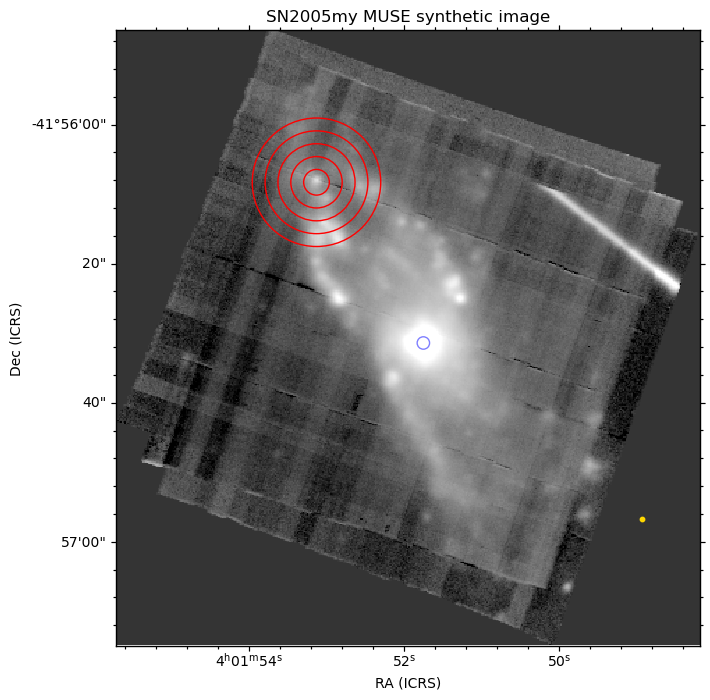 SN2005my MUSE synthetic image
-41°56'00"
20"
40"
57'00"
Dec (ICRS)
4ʰ01ᵐ54ˢ
52ˢ
50ˢ
RA (ICRS)